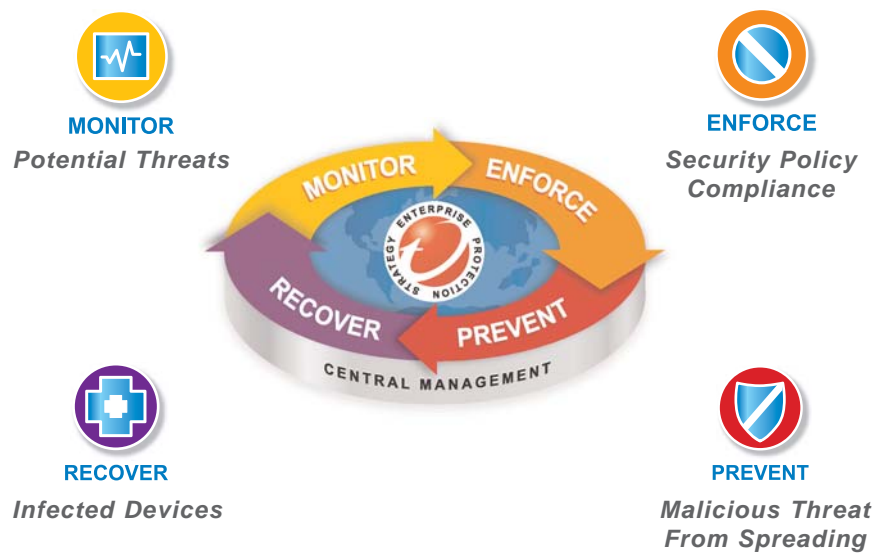 MONITOR
Potential Threats
ENFORCE
Security Policy
Compliance
MONITOR
ENFORCE
ENTERPRISE PROTECTION STRATEGY
RECOVER
PREVENT
CENTRAL MANAGEMENT
RECOVER
Infected Devices
PREVENT
Malicious Threat
From Spreading